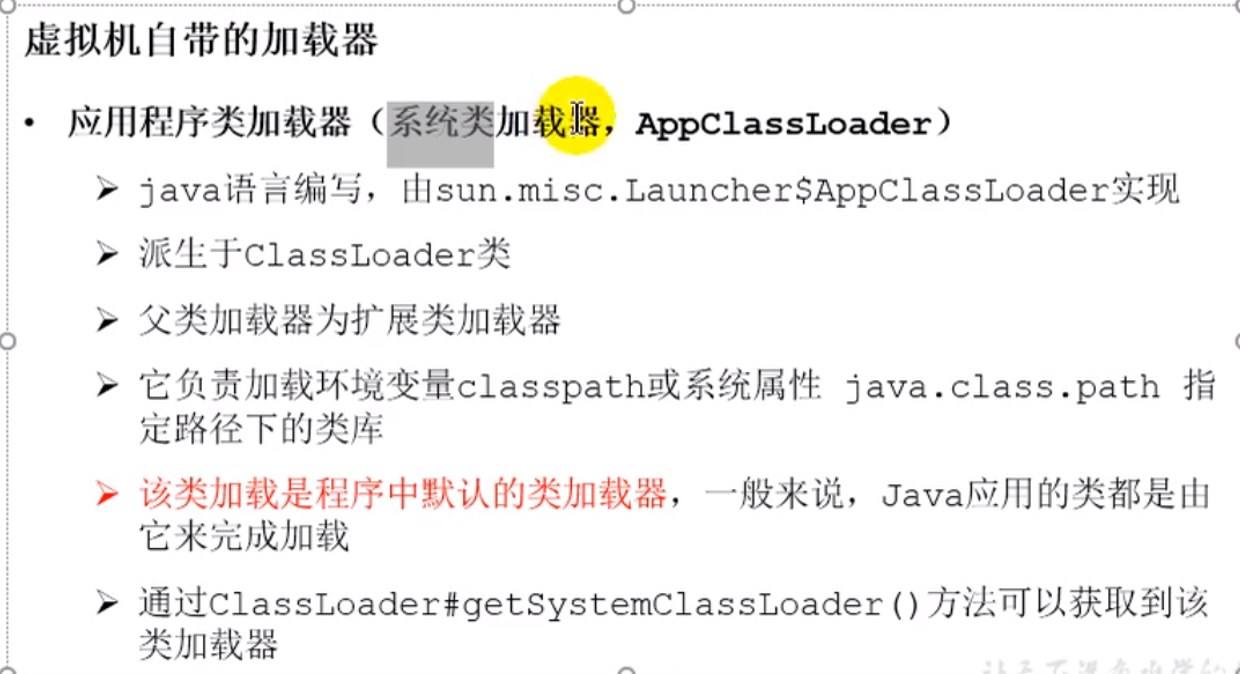 虚拟机自带的加载器
• 应用程序类加载器（系统类加载器，AppClassLoader）
➢ java语言编写，由sun.misc.Launcher$AppClassLoader实现
➢ 派生于ClassLoader类
➢ 父类加载器为扩展类加载器
➢ 它负责加载环境变量classpath或系统属性 java.class.path 指
定路径下的类库
➢ 该类加载是程序中默认的类加载器，一般来说，Java应用的类都是由
它来完成加载
➢ 通过ClassLoader#getSystemClassLoader()方法可以获取到该
类加载器